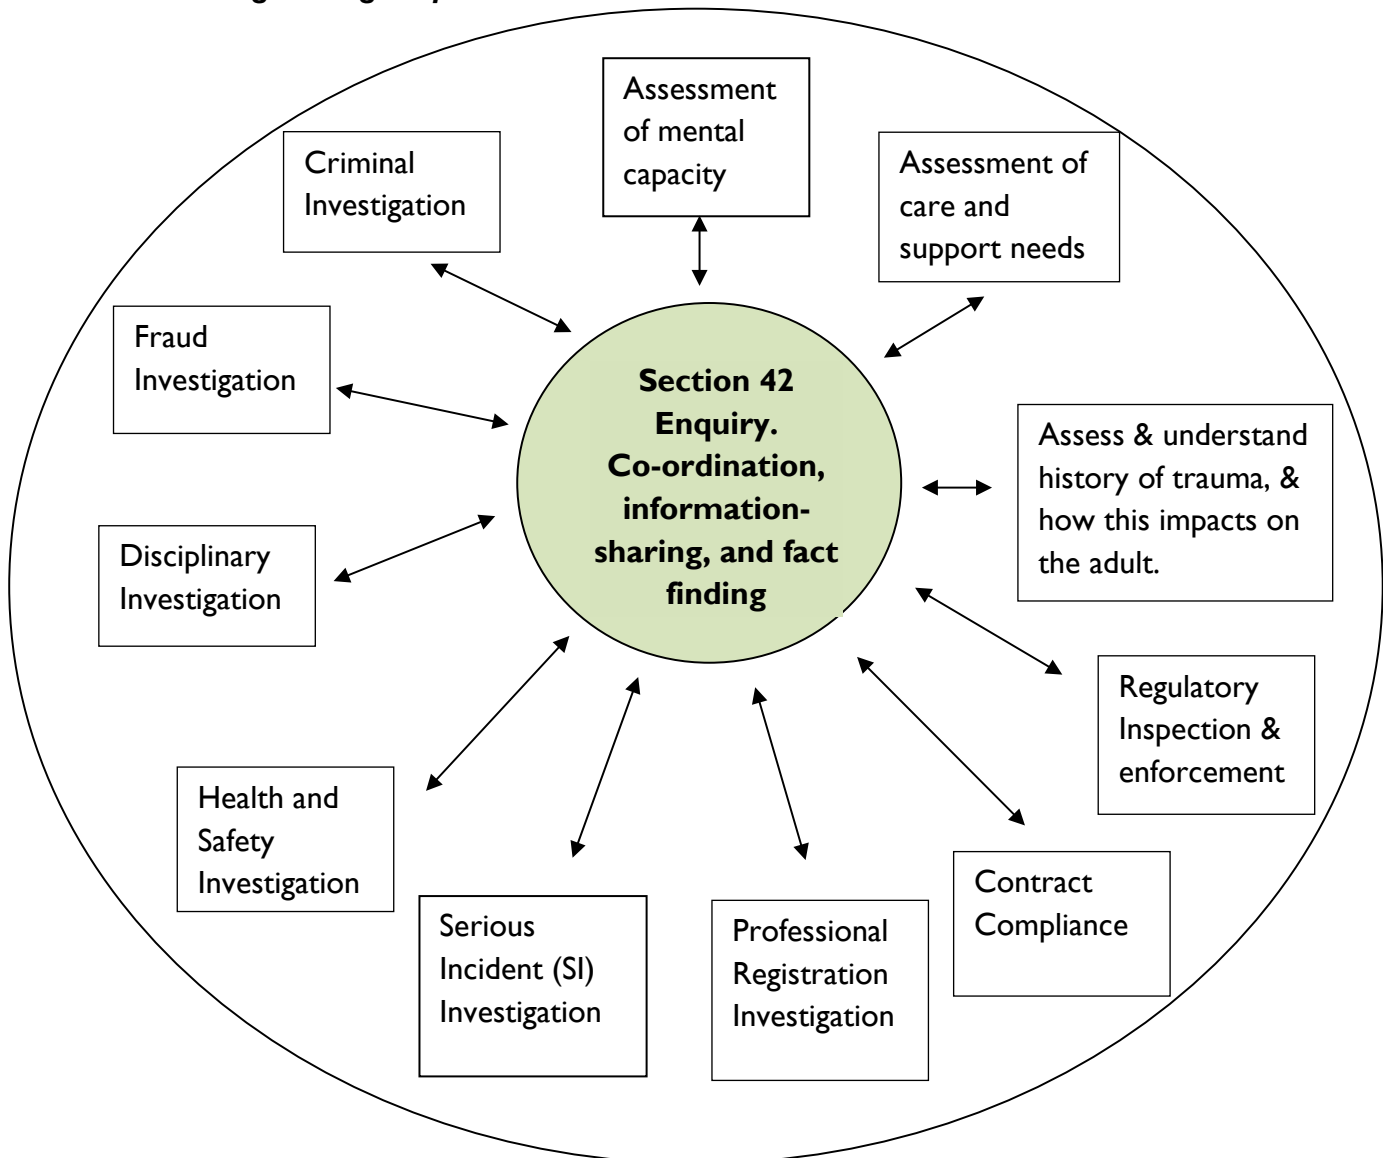 Assessment
of mental
capacity
Criminal
Investigation
Assessment of
care and
support needs
Fraud
Investigation
Section 42
Enquiry.
Co-ordination,
information-
sharing, and fact
finding
Assess & understand
history of trauma, &
how this impacts on
the adult.
Disciplinary
Investigation
Regulatory
Inspection &
enforcement
Health and
Safety
Investigation
Contract
Compliance
Serious
Incident (SI)
Investigation
Professional
Registration
Investigation